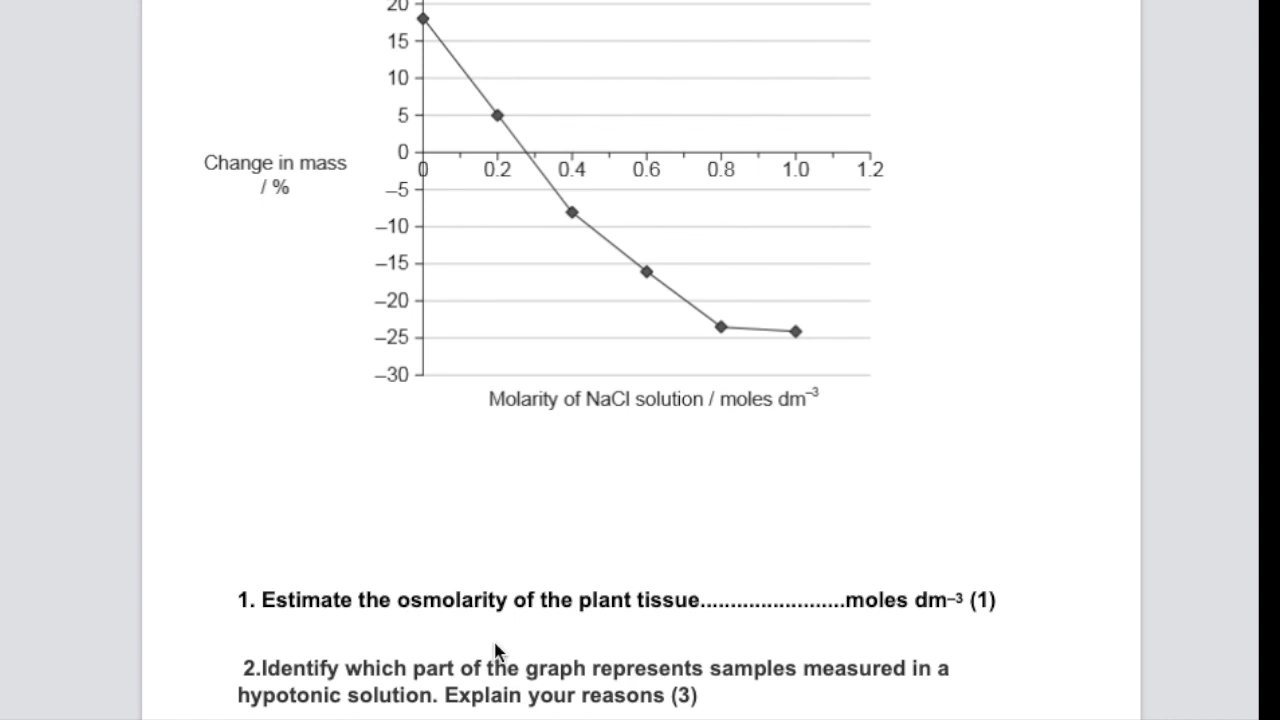 20
15
10
5
0
0 0.2 0.4 0.6 0.8 1.0 1.2
Change in mass
/ %
–5
–10
–15
–20
–25
–30
Molarity of NaCl solution / moles dm⁻³
1. Estimate the osmolarity of the plant tissue........................moles dm⁻³ (1)
2.Identify which part of the graph represents samples measured in a
hypotonic solution. Explain your reasons (3)